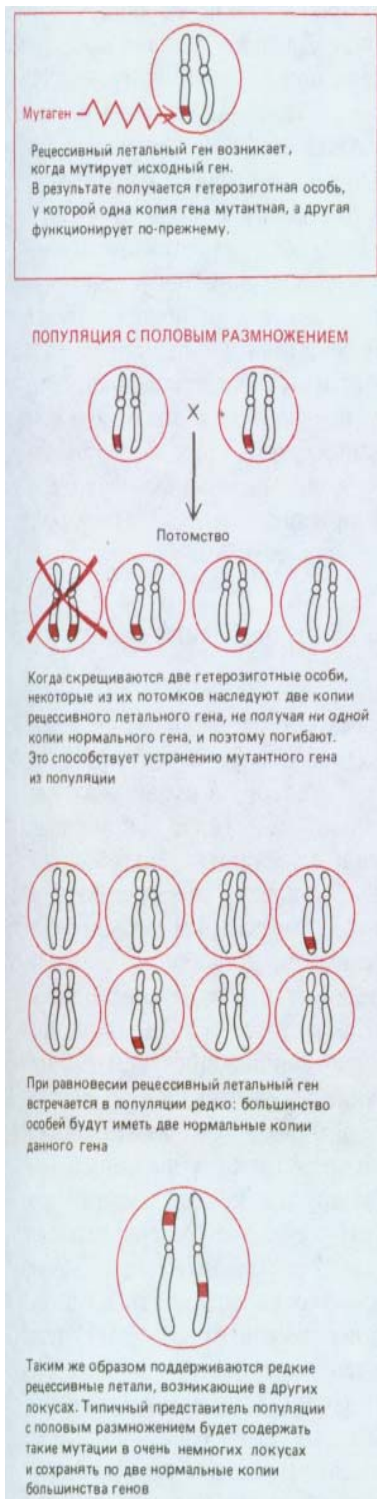 Мутаген
Рецессивный летальный ген возникает,
когда мутирует исходный ген.
В результате получается гетерозиготная особь,
у которой одна копия гена мутантная, а другая
функционирует по-прежнему.
ПОПУЛЯЦИЯ С ПОЛОВЫМ РАЗМНОЖЕНИЕМ
X
Потомство
Когда скрещиваются две гетерозиготные особи,
некоторые из их потомков наследуют две копии
рецессивного летального гена, не получая ни одной
копии нормального гена, и поэтому погибают.
Это способствует устранению мутантного гена
из популяции
При равновесии рецессивный летальный ген
встречается в популяции редко: большинство
особей будут иметь две нормальные копии
данного гена
Таким же образом поддерживаются редкие
рецессивные летали, возникающие в других
локусах. Типичный представитель популяции
с половым размножением будет содержать
такие мутации в очень немногих локусах
и сохранять по две нормальные копии
большинства генов